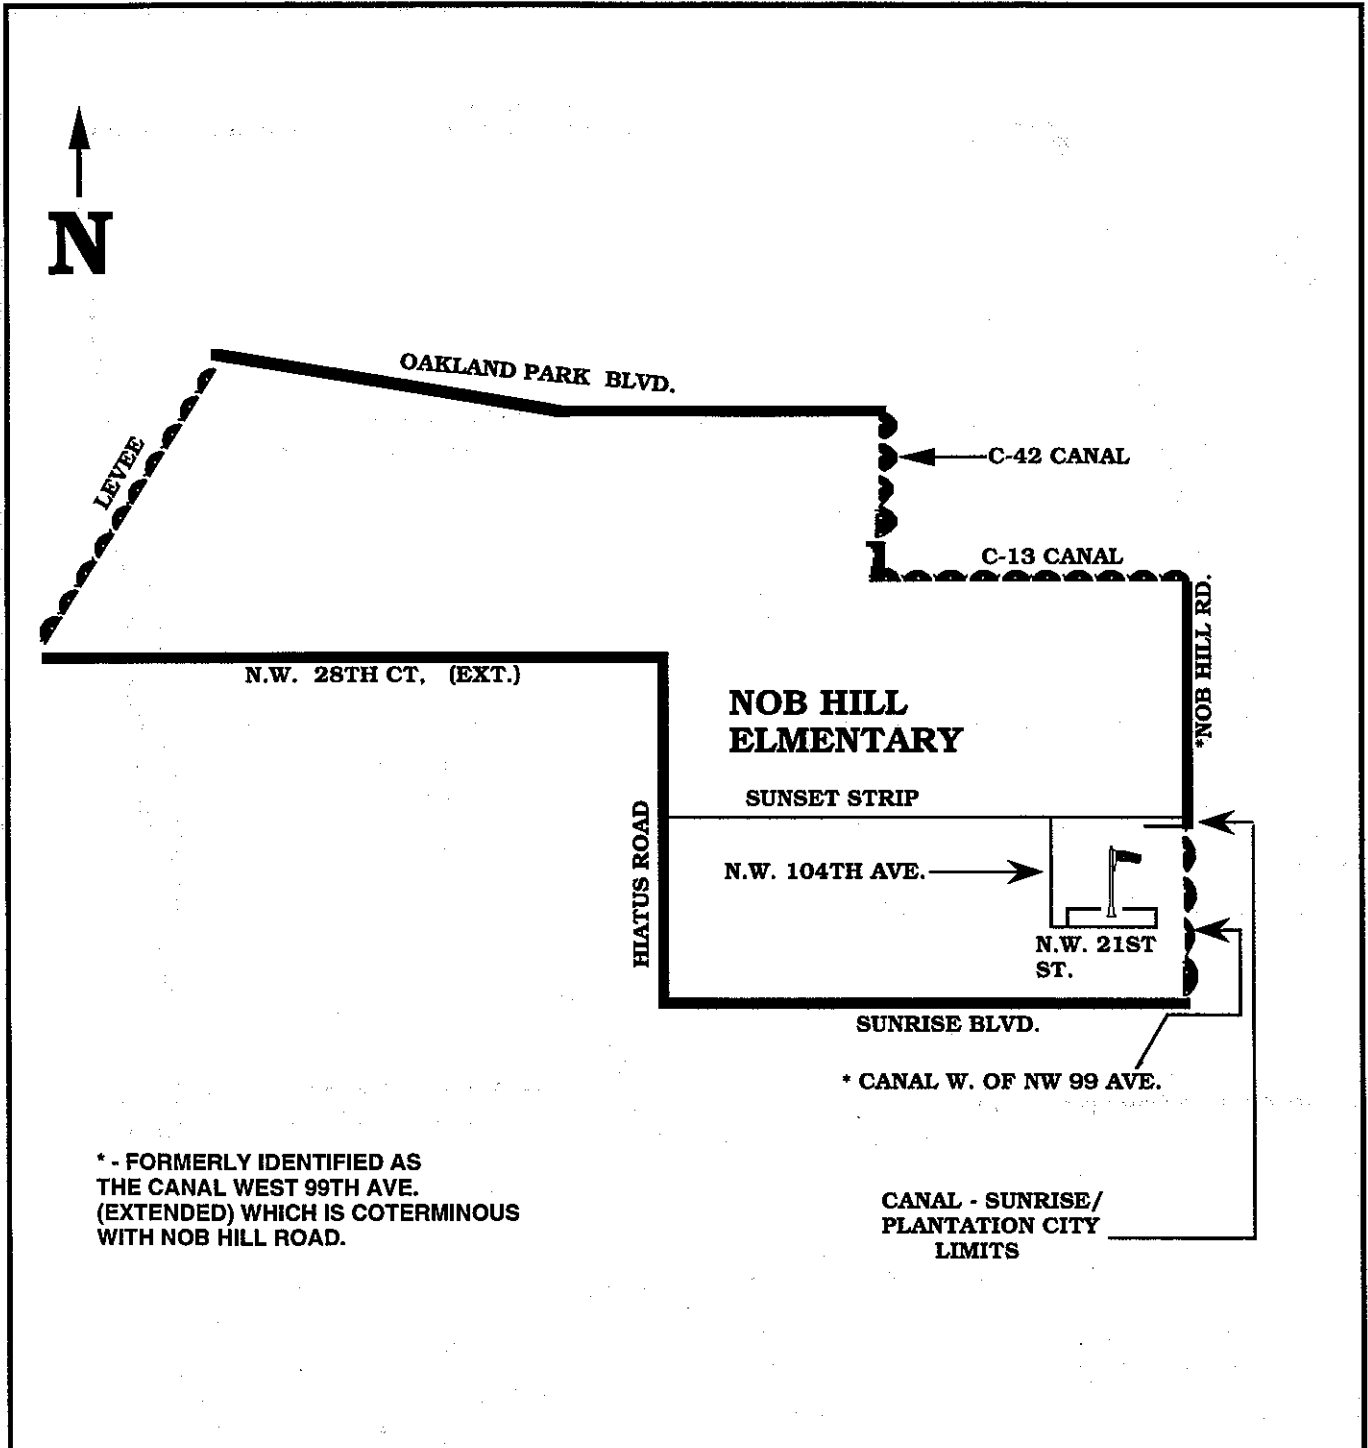 N
OAKLAND PARK BLVD.
LEVEE
C-42 CANAL
C-13 CANAL
*NOB HILL RD.
N.W. 28TH CT, (EXT.)
NOB HILL
ELMENTARY
SUNSET STRIP
HIATUS ROAD
N.W. 104TH AVE.
N.W. 21ST
ST.
SUNRISE BLVD.
* CANAL W. OF NW 99 AVE.
* - FORMERLY IDENTIFIED AS
THE CANAL WEST 99TH AVE.
(EXTENDED) WHICH IS COTERMINOUS
WITH NOB HILL ROAD.
CANAL - SUNRISE/
PLANTATION CITY
LIMITS